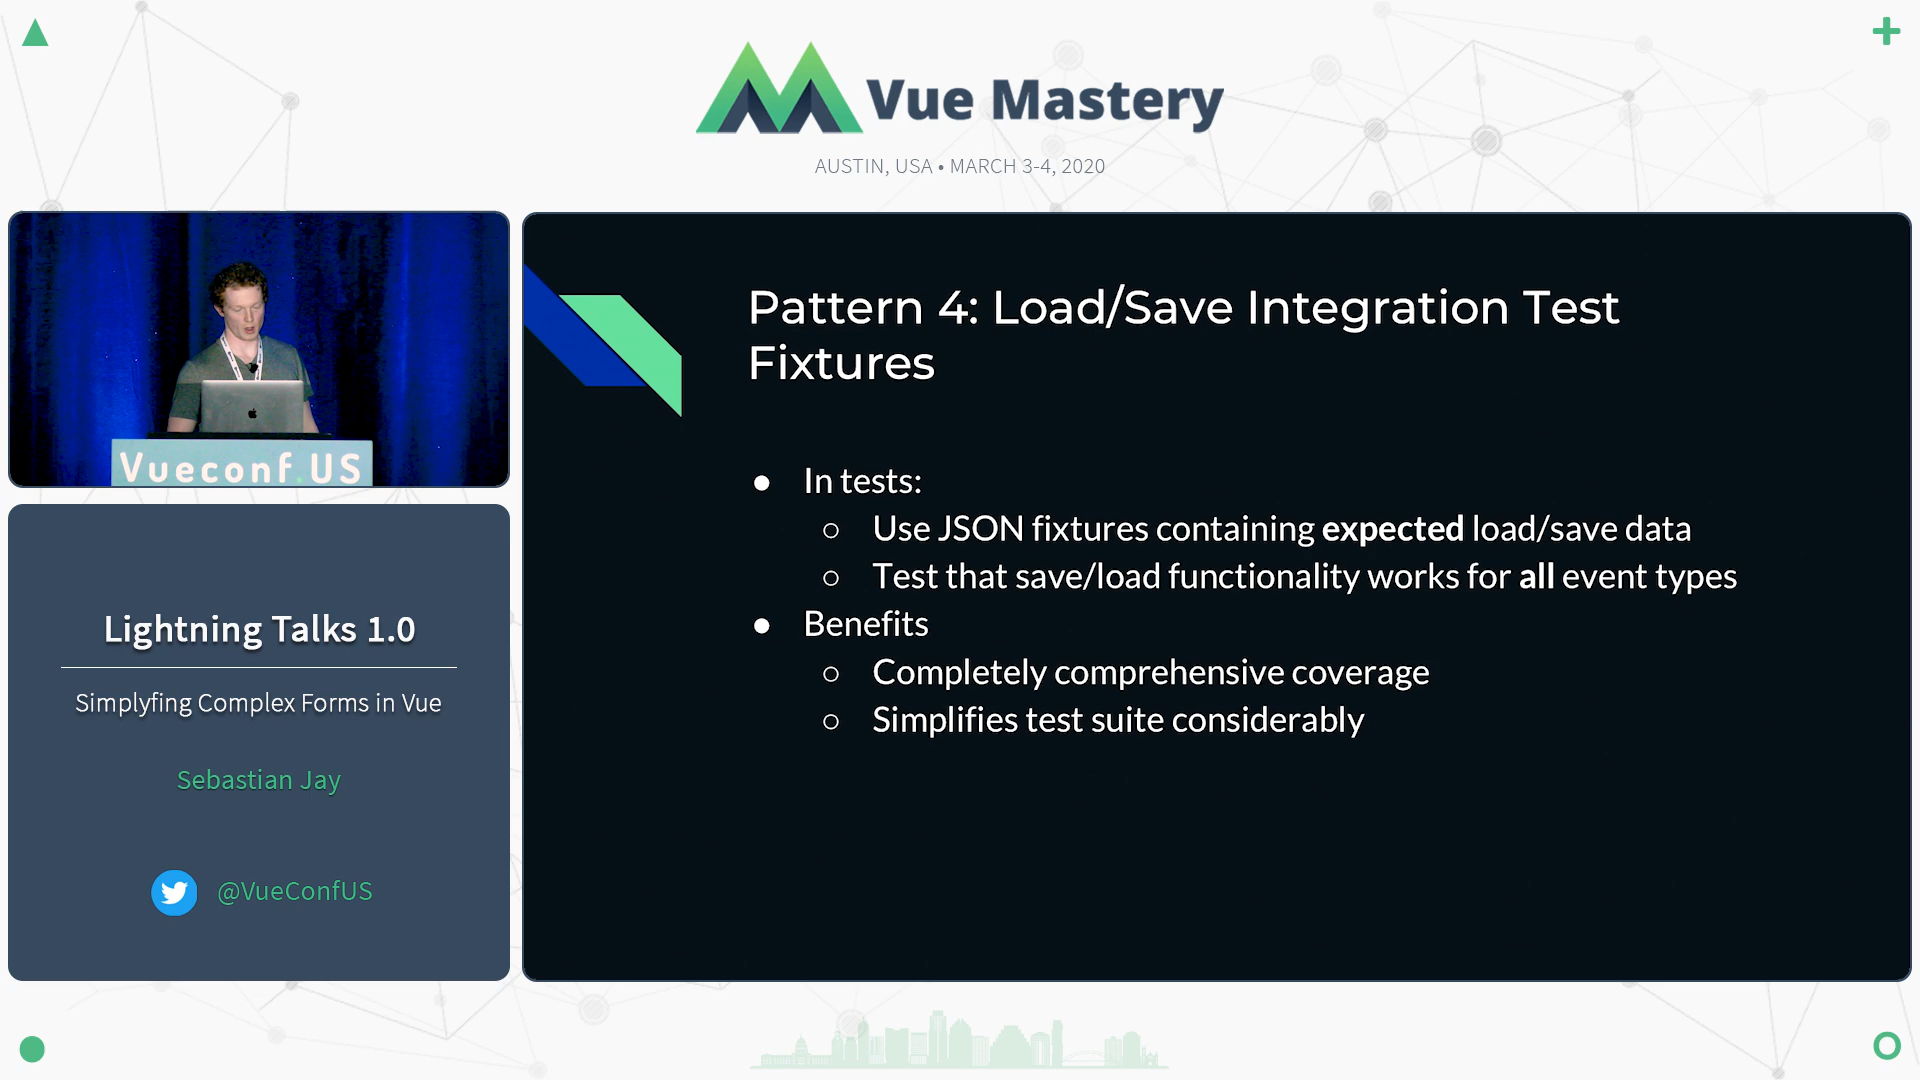 Vue Mastery
AUSTIN, USA • MARCH 3-4, 2020
Vueconf.US
Lightning Talks 1.0
Simplyfing Complex Forms in Vue
Sebastian Jay
@VueConfUS
Pattern 4: Load/Save Integration Test
Fixtures
● In tests:
○ Use JSON fixtures containing expected load/save data
○ Test that save/load functionality works for all event types
● Benefits
○ Completely comprehensive coverage
○ Simplifies test suite considerably